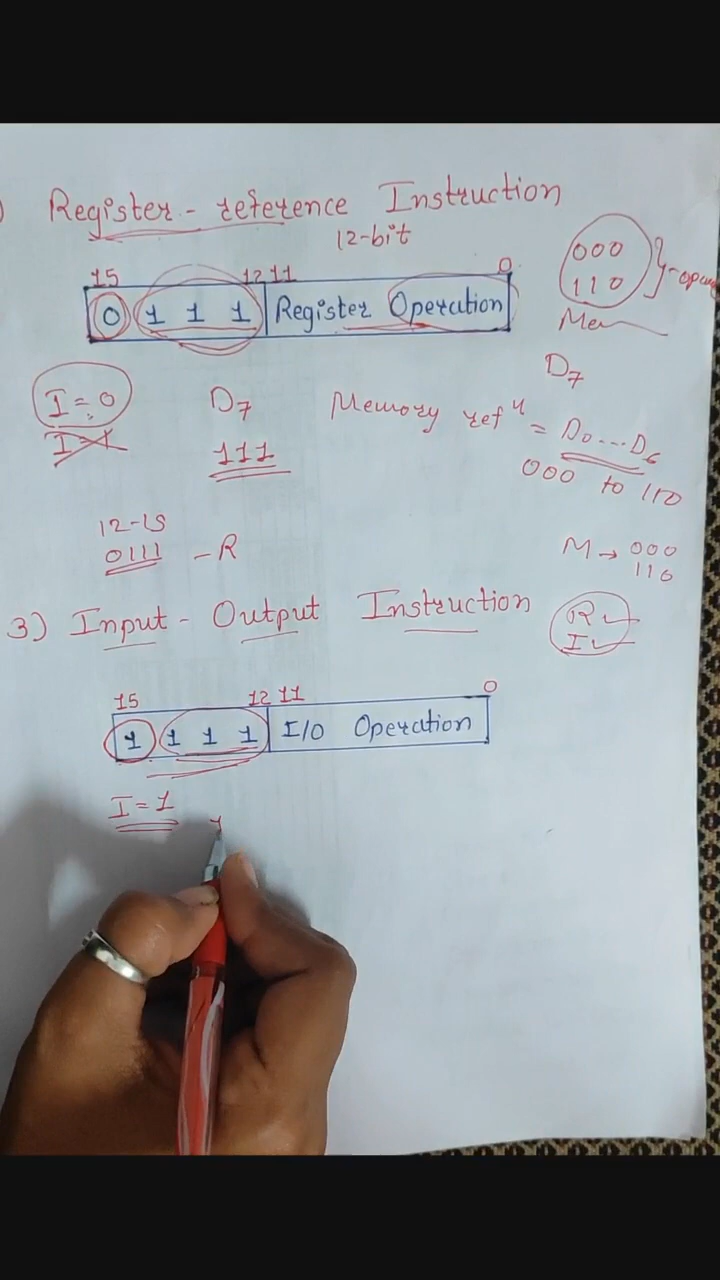 ) Register - reference Instruction
12-bit
15 12 11 0
0 1 1 1 Register Operation
000
110
I = 0
I = 1
D7
111
Memory ref = D0....D6
000 to 110
D7
12-15
0111 - R
M → 000
110
R
I
3) Input - Output Instruction
15 12 11 0
1 1 1 1 I/O Operation
I = 1